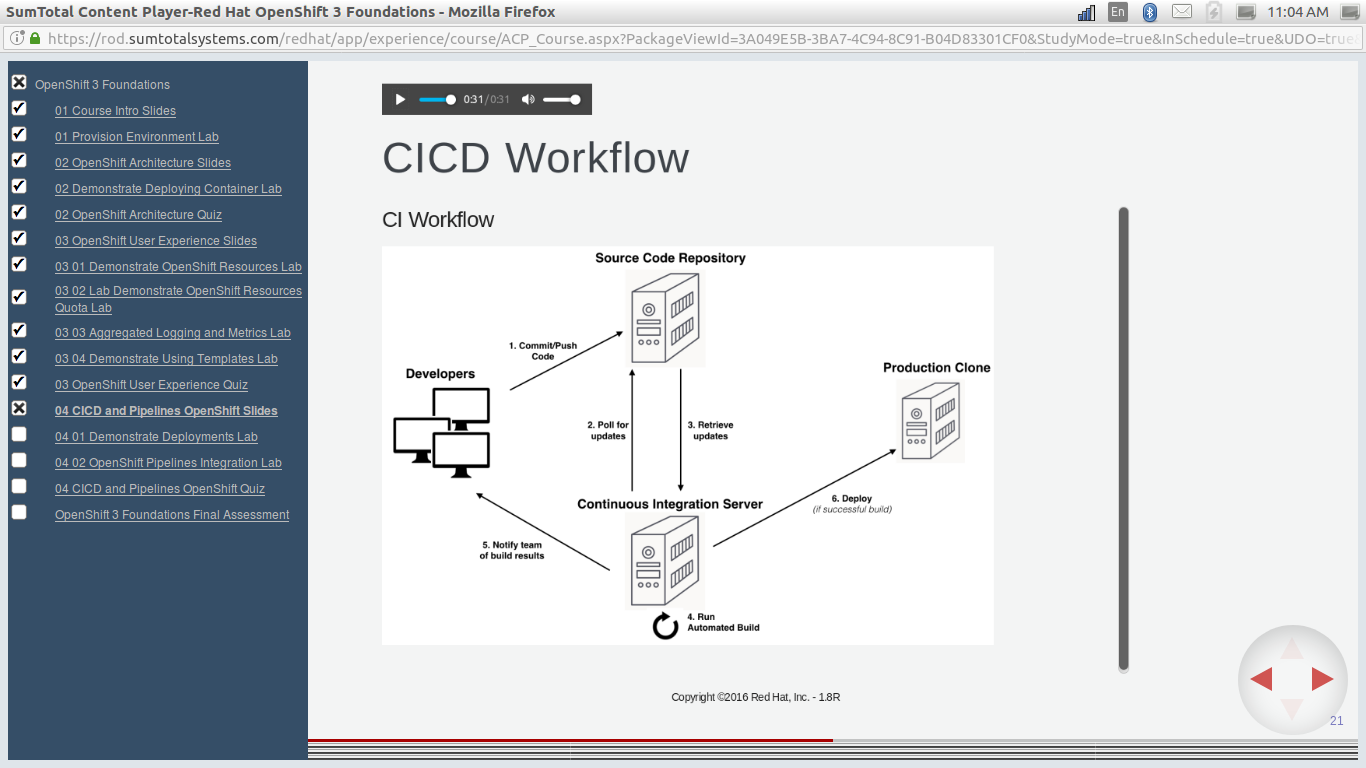 SumTotal Content Player-Red Hat OpenShift 3 Foundations - Mozilla Firefox
En
11:04 AM
https://rod.sumtotalsystems.com/redhat/app/experience/course/ACP_Course.aspx?PackageViewId=3A049E5B-3BA7-4C94-8C91-B04D83301CF0&StudyMode=true&InSchedule=true&UDO=true
OpenShift 3 Foundations
01 Course Intro Slides
01 Provision Environment Lab
02 OpenShift Architecture Slides
02 Demonstrate Deploying Container Lab
02 OpenShift Architecture Quiz
03 OpenShift User Experience Slides
03 01 Demonstrate OpenShift Resources Lab
03 02 Lab Demonstrate OpenShift Resources
Quota Lab
03 03 Aggregated Logging and Metrics Lab
03 04 Demonstrate Using Templates Lab
03 OpenShift User Experience Quiz
04 CICD and Pipelines OpenShift Slides
04 01 Demonstrate Deployments Lab
04 02 OpenShift Pipelines Integration Lab
04 CICD and Pipelines OpenShift Quiz
OpenShift 3 Foundations Final Assessment
0:31/0:31
CICD Workflow
CI Workflow
Source Code Repository
1. Commit/Push
Code
Developers
Production Clone
2. Poll for
updates
3. Retrieve
updates
Continuous Integration Server
6. Deploy
(if successful build)
5. Notify team
of build results
4. Run
Automated Build
Copyright ©2016 Red Hat, Inc. - 1.8R
21